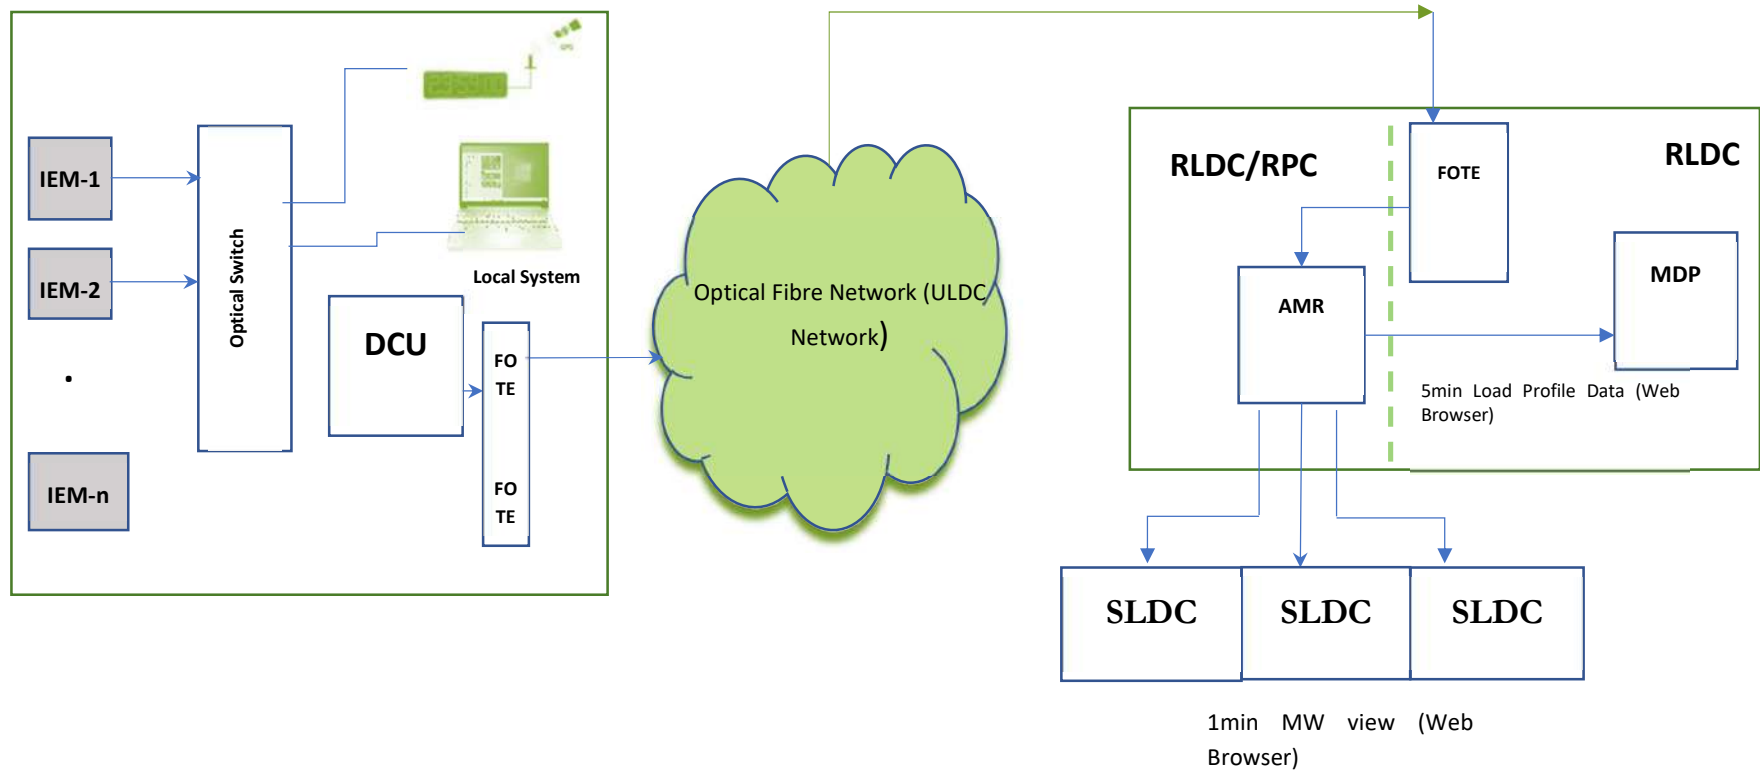 IEM-1
IEM-2
.
IEM-n
Optical Switch
Local System
DCU
FO
TE
FO
TE
Optical Fibre Network (ULDC
Network)
RLDC/RPC
RLDC
FOTE
AMR
MDP
5min Load Profile Data (Web
Browser)
SLDC
SLDC
SLDC
1min MW view (Web
Browser)